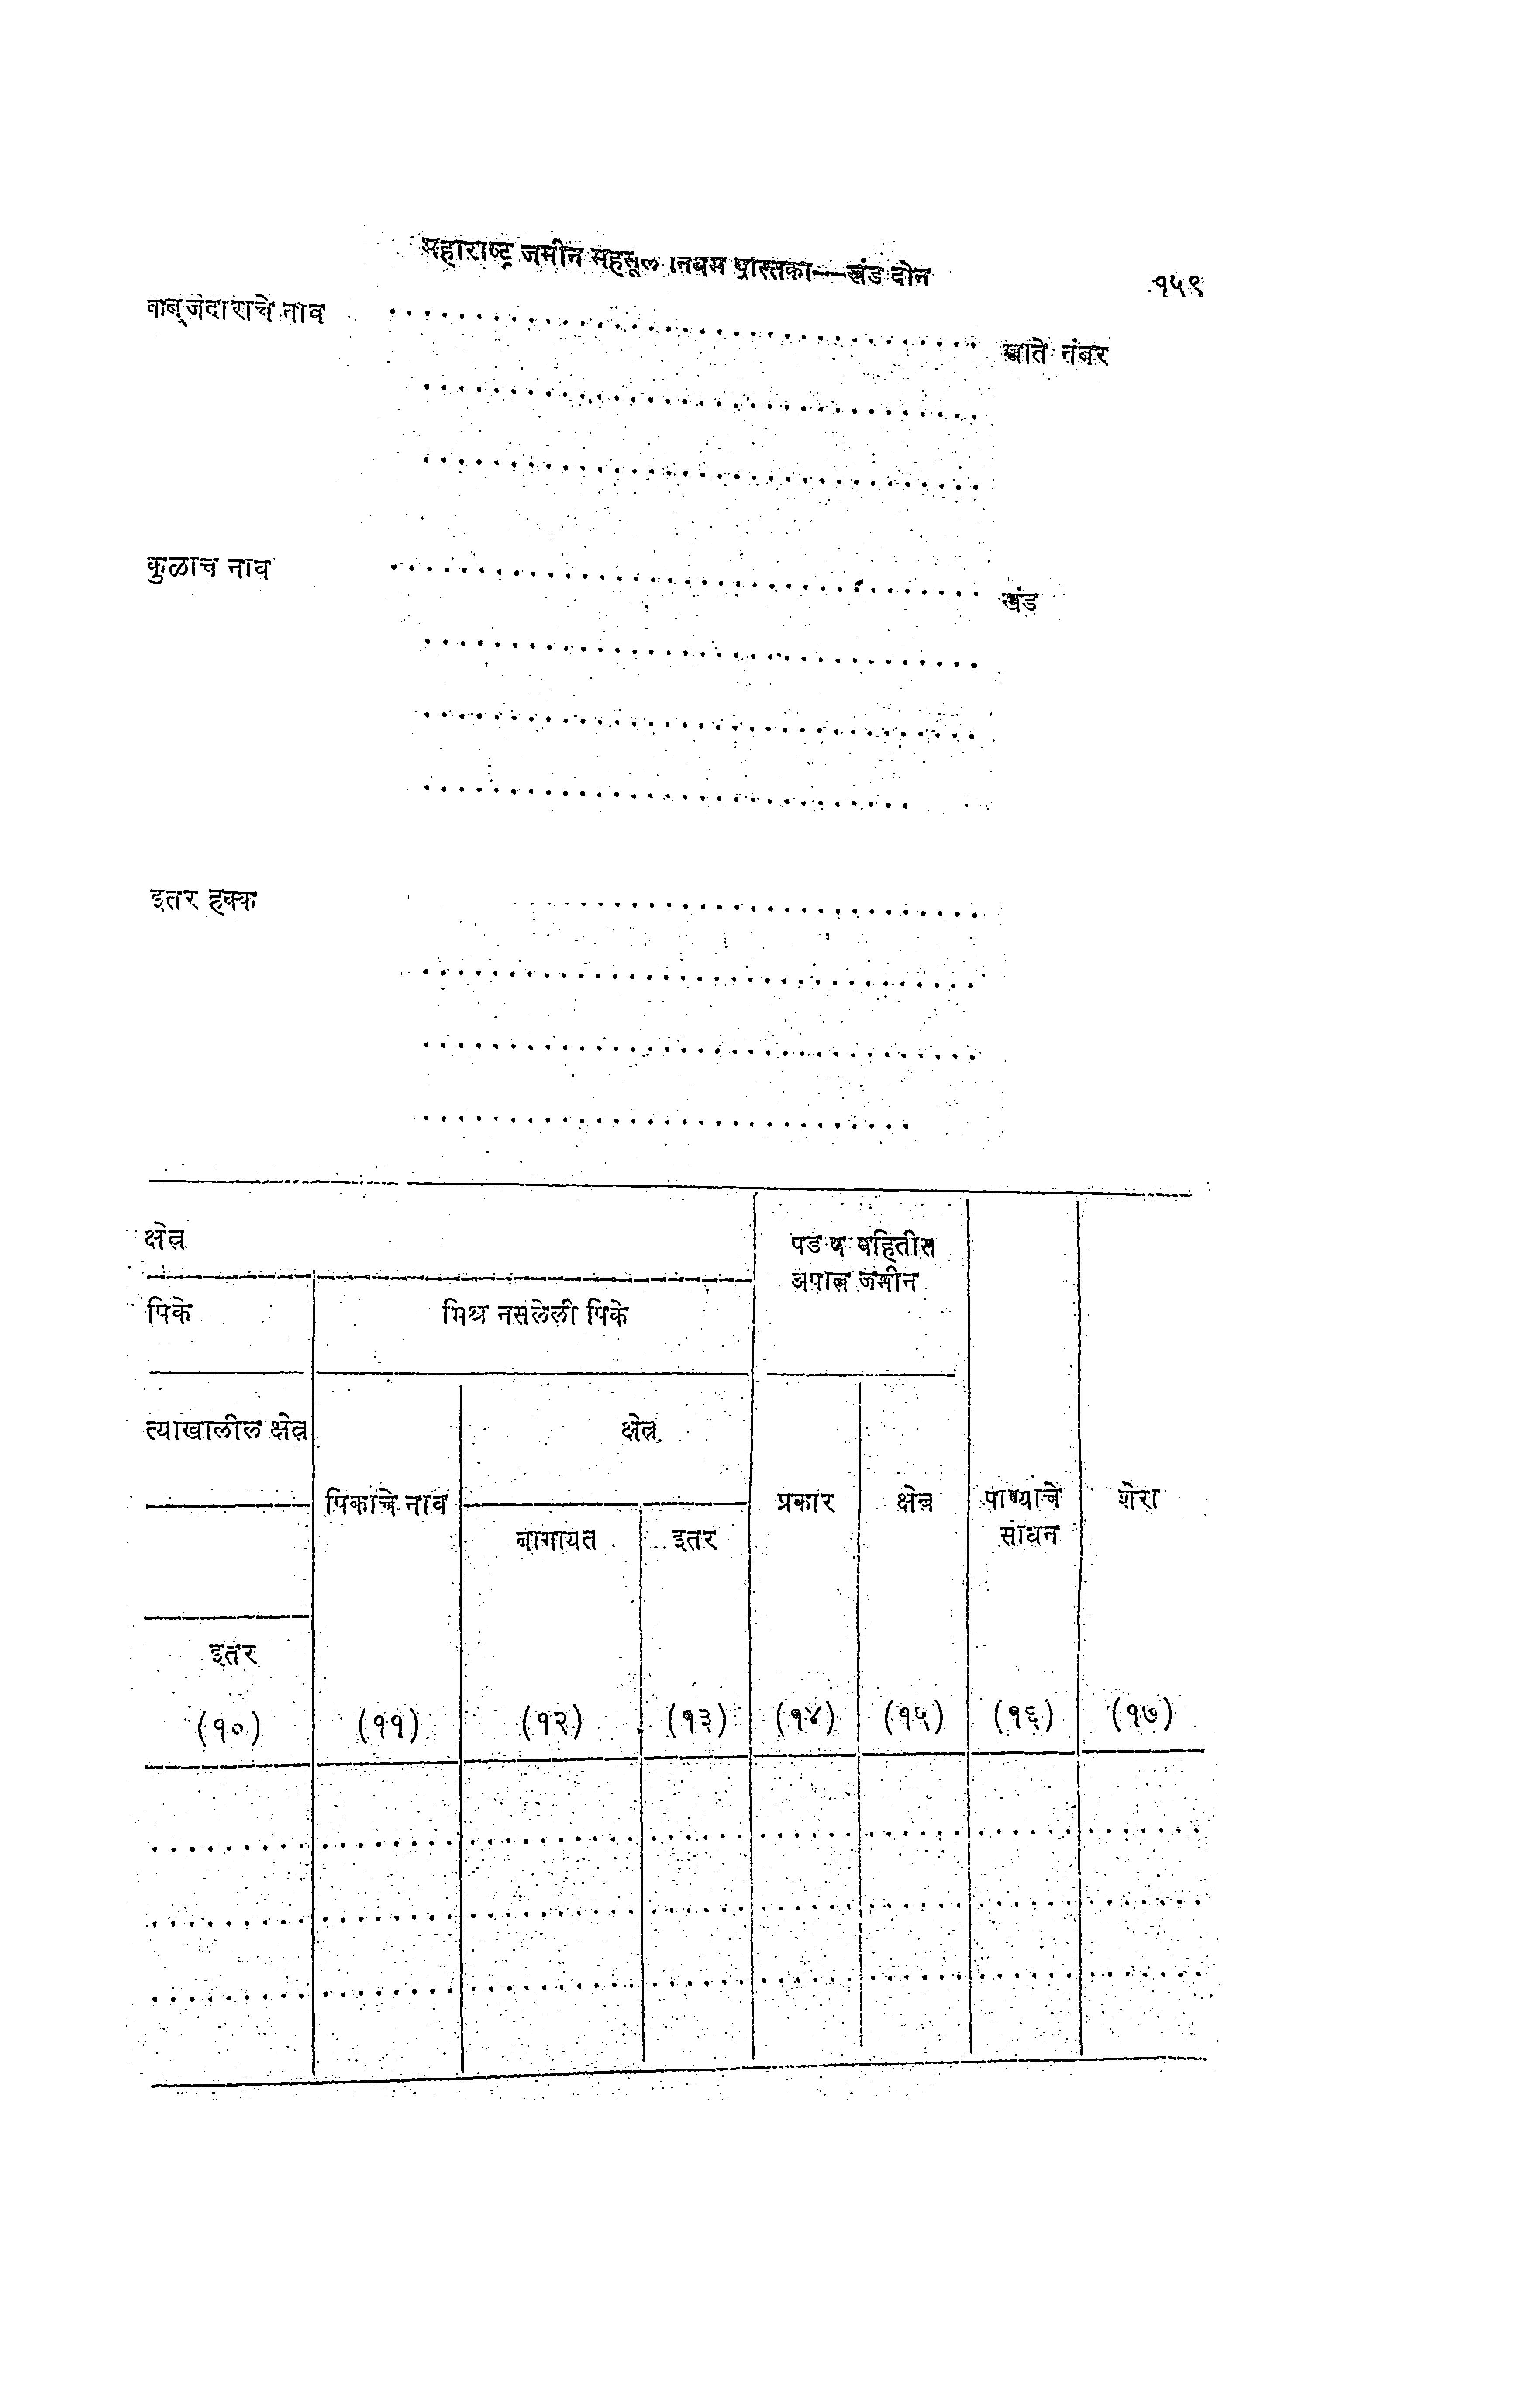 महाराष्ट्र जमीन महसूल नियम पुस्तिका—खंड दोन १५९
कब्जेदाराचे नाव .................................. खाते नंबर
.................................
.................................
कुळाचे नाव .................................. खंड
.................................
.................................
.............................
इतर हक्क ...........................
.................................
.................................
.............................
क्षेत्र पड व वहितीस
अपात्र जमीन
पिके मिश्र नसलेली पिके
त्याखालील क्षेत्र क्षेत्र
पिकाचे नाव प्रकार क्षेत्र पाण्याचे शेरा
बागायत इतर साधन
इतर
(१०) (११) (१२) (१३) (१४) (१५) (१६) (१७)